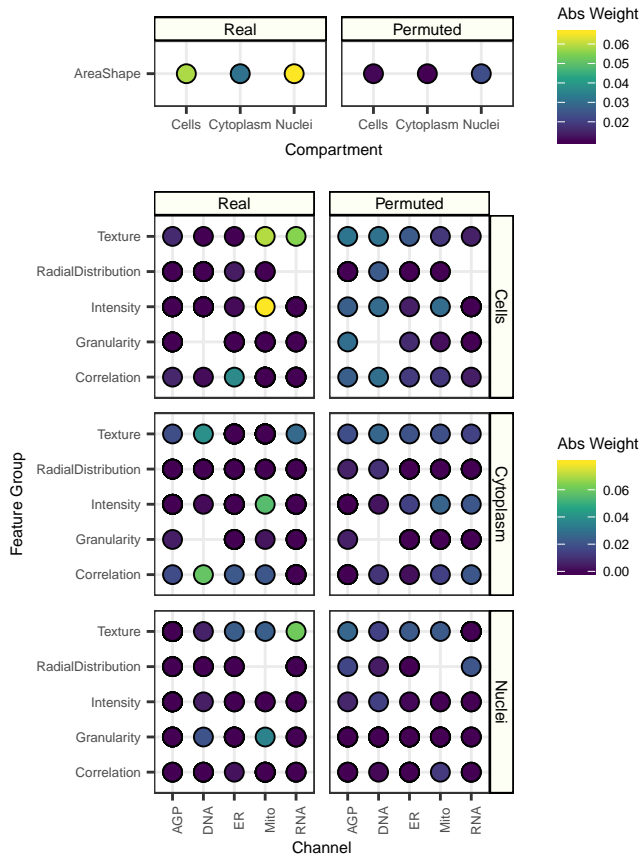 Real
Permuted
AreaShape
Cells
Cytoplasm
Nuclei
Cells
Cytoplasm
Nuclei
Compartment
Abs Weight
0.06
0.05
0.04
0.03
0.02
Real
Permuted
Feature Group
Texture
RadialDistribution
Intensity
Granularity
Correlation
Cells
Texture
RadialDistribution
Intensity
Granularity
Correlation
Cytoplasm
Texture
RadialDistribution
Intensity
Granularity
Correlation
Nuclei
AGP
DNA
ER
Mito
RNA
AGP
DNA
ER
Mito
RNA
Channel
Abs Weight
0.06
0.04
0.02
0.00